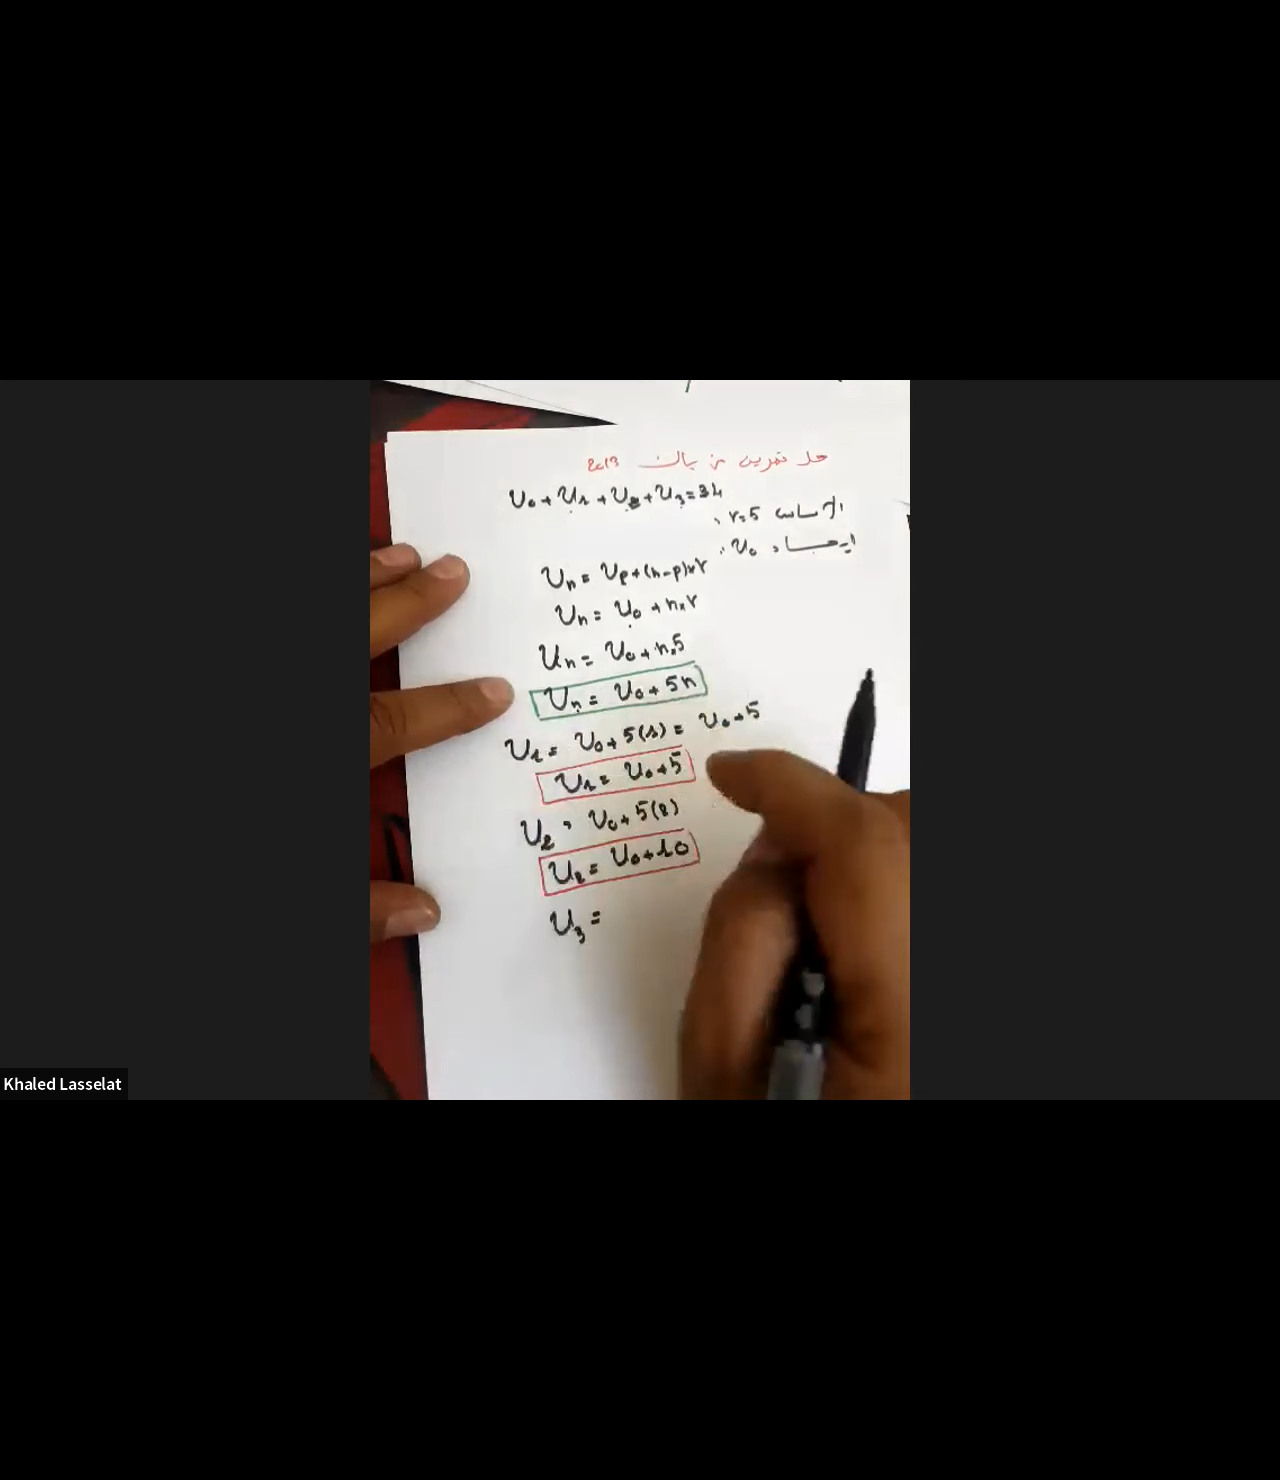 حل تمرين من باك 2013
U₀ + U₁ + U₂ + U₃ = 34
الأساس r=5
إيجاد U₀
Uₙ = Uₚ + (n-p)×r
Uₙ = U₀ + n×r
Uₙ = U₀ + n.5
Uₙ = U₀ + 5n
U₁ = U₀ + 5(1) = U₀ + 5
U₁ = U₀ + 5
U₂ = U₀ + 5(2)
U₂ = U₀ + 10
U₃ =
Khaled Lasselat